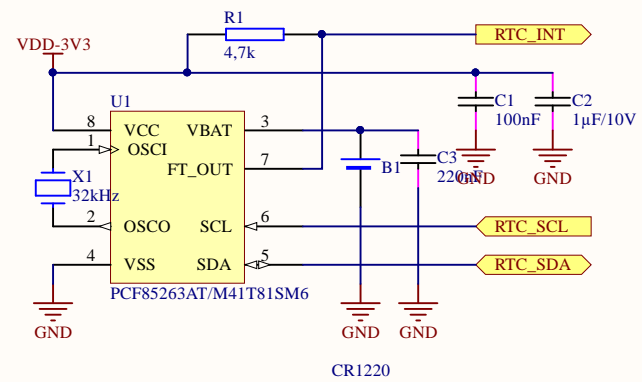 R1
VDD-3V3
4,7k
RTC_INT
U1
8 VCC VBAT 3
1 OSCI
FT_OUT 7
X1
32kHz
2 OSCO SCL 6
4 VSS SDA 5
PCF85263AT/M41T81SM6
B1
C3
220nF
C1
100nF
C2
1µF/10V
GND
GND
RTC_SCL
RTC_SDA
GND
GND
GND
CR1220